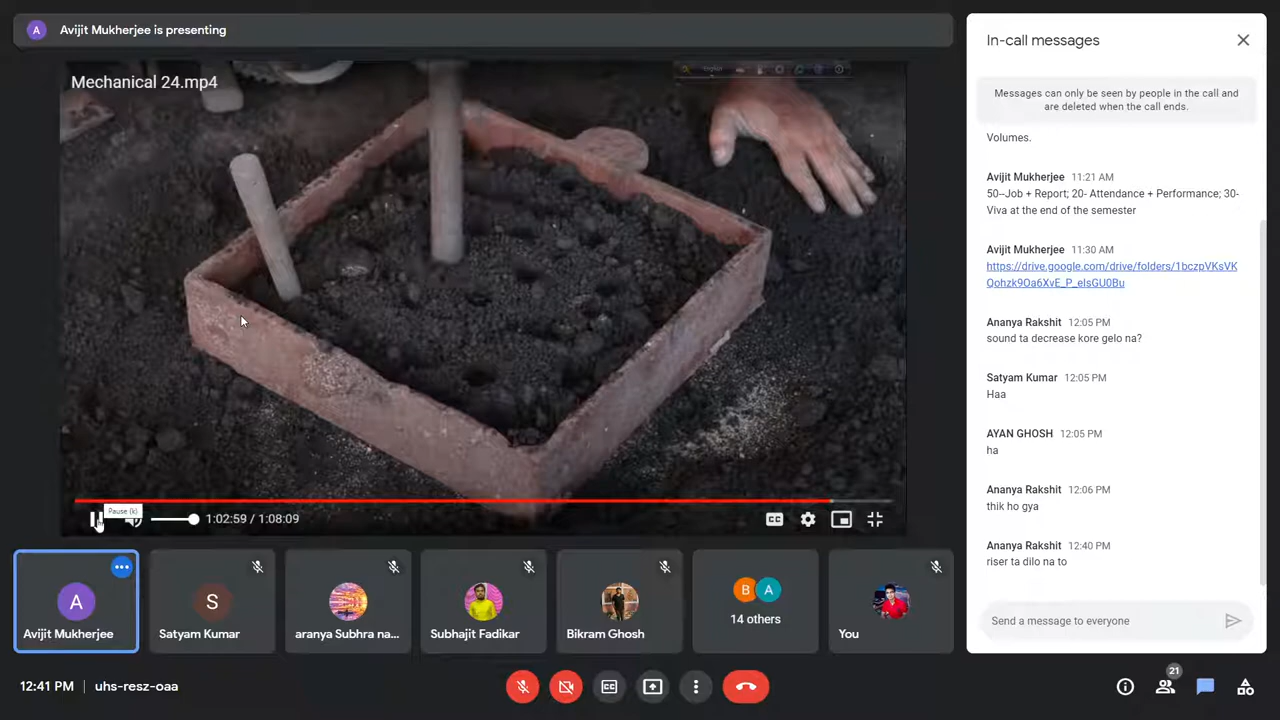 A
Avijit Mukherjee is presenting
Mechanical 24.mp4
English
Pause (k)
1:02:59 / 1:08:09
CC
A
Avijit Mukherjee
S
Satyam Kumar
aranya Subhra na...
Subhajit Fadikar
Bikram Ghosh
B A
14 others
You
12:41 PM | uhs-resz-oaa
CC
21
In-call messages
Messages can only be seen by people in the call and
are deleted when the call ends.
Volumes.
Avijit Mukherjee 11:21 AM
50--Job + Report; 20- Attendance + Performance; 30-
Viva at the end of the semester
Avijit Mukherjee 11:30 AM
https://drive.google.com/drive/folders/1bczpVKsVK
Qohzk9Oa6XvE_P_eIsGU0Bu
Ananya Rakshit 12:05 PM
sound ta decrease kore gelo na?
Satyam Kumar 12:05 PM
Haa
AYAN GHOSH 12:05 PM
ha
Ananya Rakshit 12:06 PM
thik ho gya
Ananya Rakshit 12:40 PM
riser ta dilo na to
Send a message to everyone